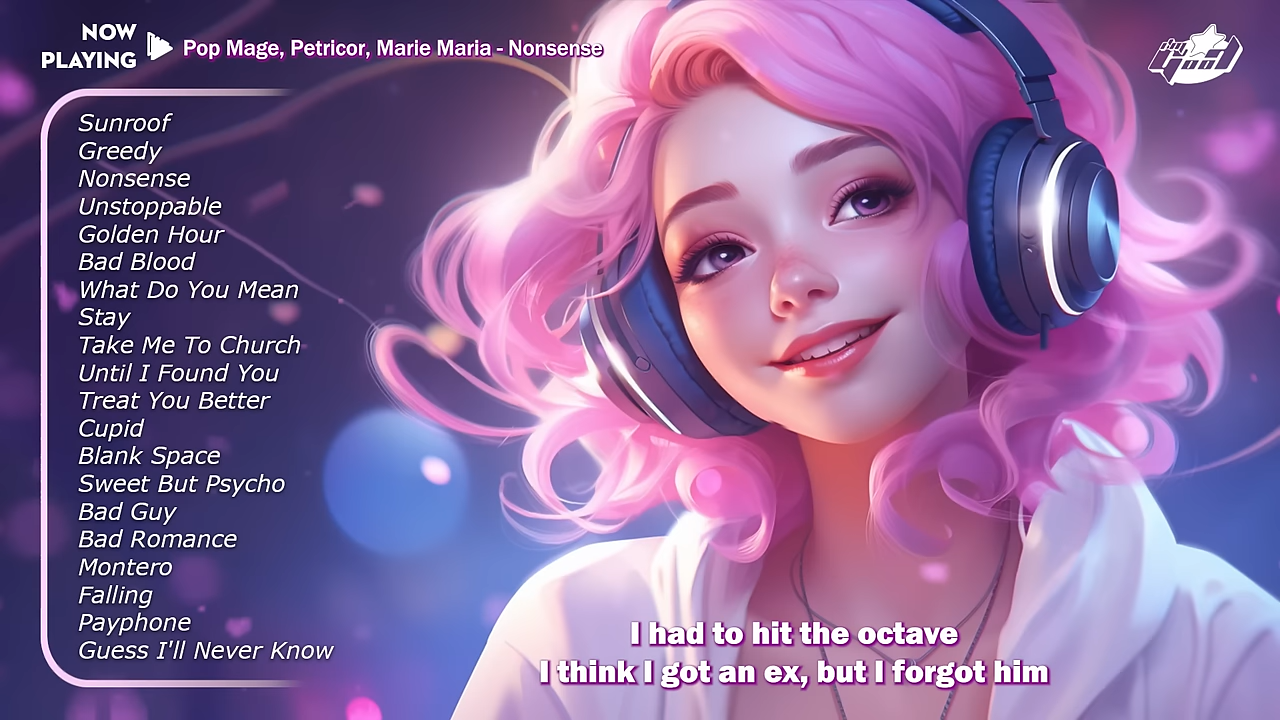 NOW
PLAYING
Pop Mage, Petricor, Marie Maria - Nonsense
Sunroof
Greedy
Nonsense
Unstoppable
Golden Hour
Bad Blood
What Do You Mean
Stay
Take Me To Church
Until I Found You
Treat You Better
Cupid
Blank Space
Sweet But Psycho
Bad Guy
Bad Romance
Montero
Falling
Payphone
Guess I'll Never Know
I had to hit the octave
I think I got an ex, but I forgot him